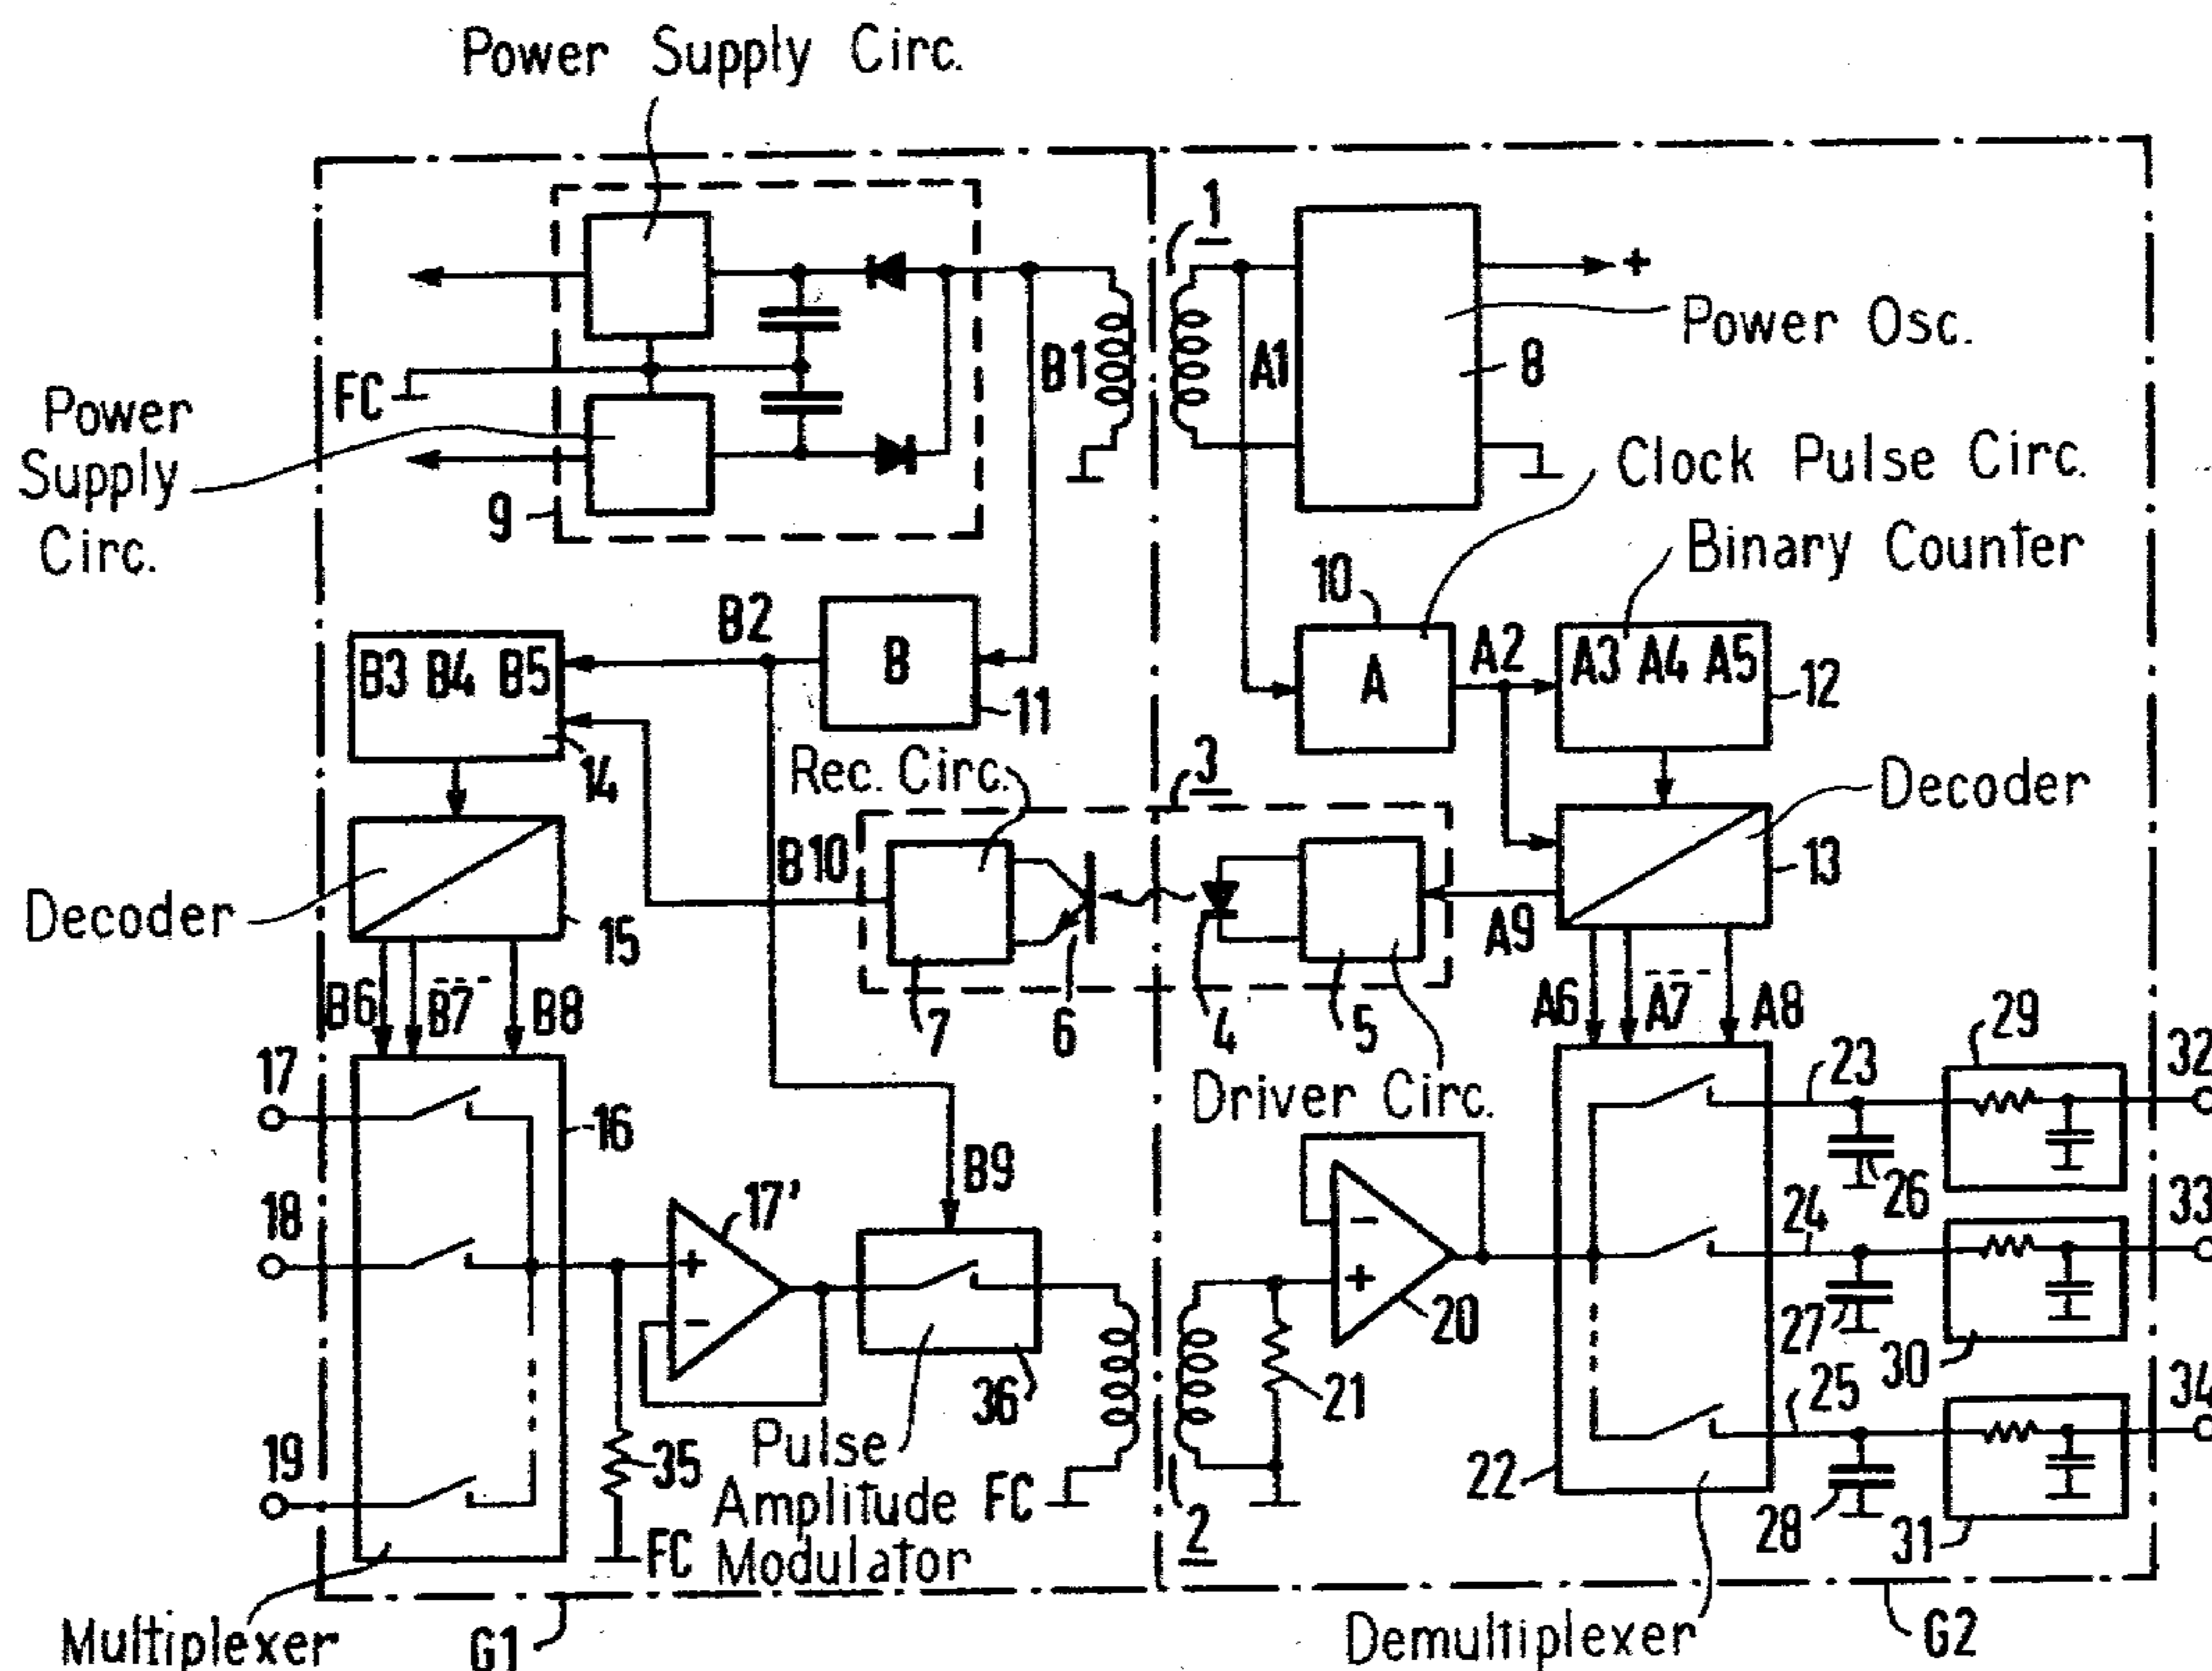 Power Supply Circ.
1
+
Power Osc.
8
B1
A1
FC
Power
Supply
Circ.
9
Clock Pulse Circ.
Binary Counter
10
B2
B
11
A
A2
A3 A4 A5
12
B3 B4 B5
14
Rec. Circ.
3
Decoder
13
B10
Decoder
15
A9
B6
B7
B8
7
6
4
5
A6
A7
A8
29
32
17
16
Driver Circ.
23
26
B9
18
17'
+
-
-
+
20
24
27
30
33
36
21
25
34
19
35
Pulse
Amplitude
Modulator
FC
FC
2
22
28
31
Multiplexer
G1
Demultiplexer
G2